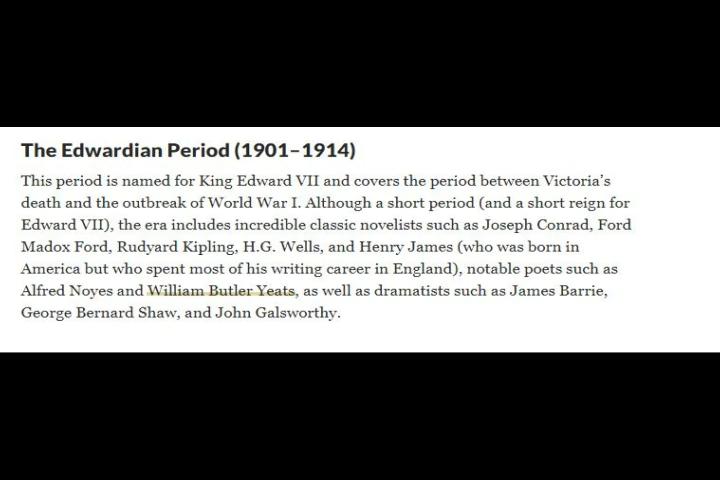 The Edwardian Period (1901–1914)
This period is named for King Edward VII and covers the period between Victoria's
death and the outbreak of World War I. Although a short period (and a short reign for
Edward VII), the era includes incredible classic novelists such as Joseph Conrad, Ford
Madox Ford, Rudyard Kipling, H.G. Wells, and Henry James (who was born in
America but who spent most of his writing career in England), notable poets such as
Alfred Noyes and William Butler Yeats, as well as dramatists such as James Barrie,
George Bernard Shaw, and John Galsworthy.